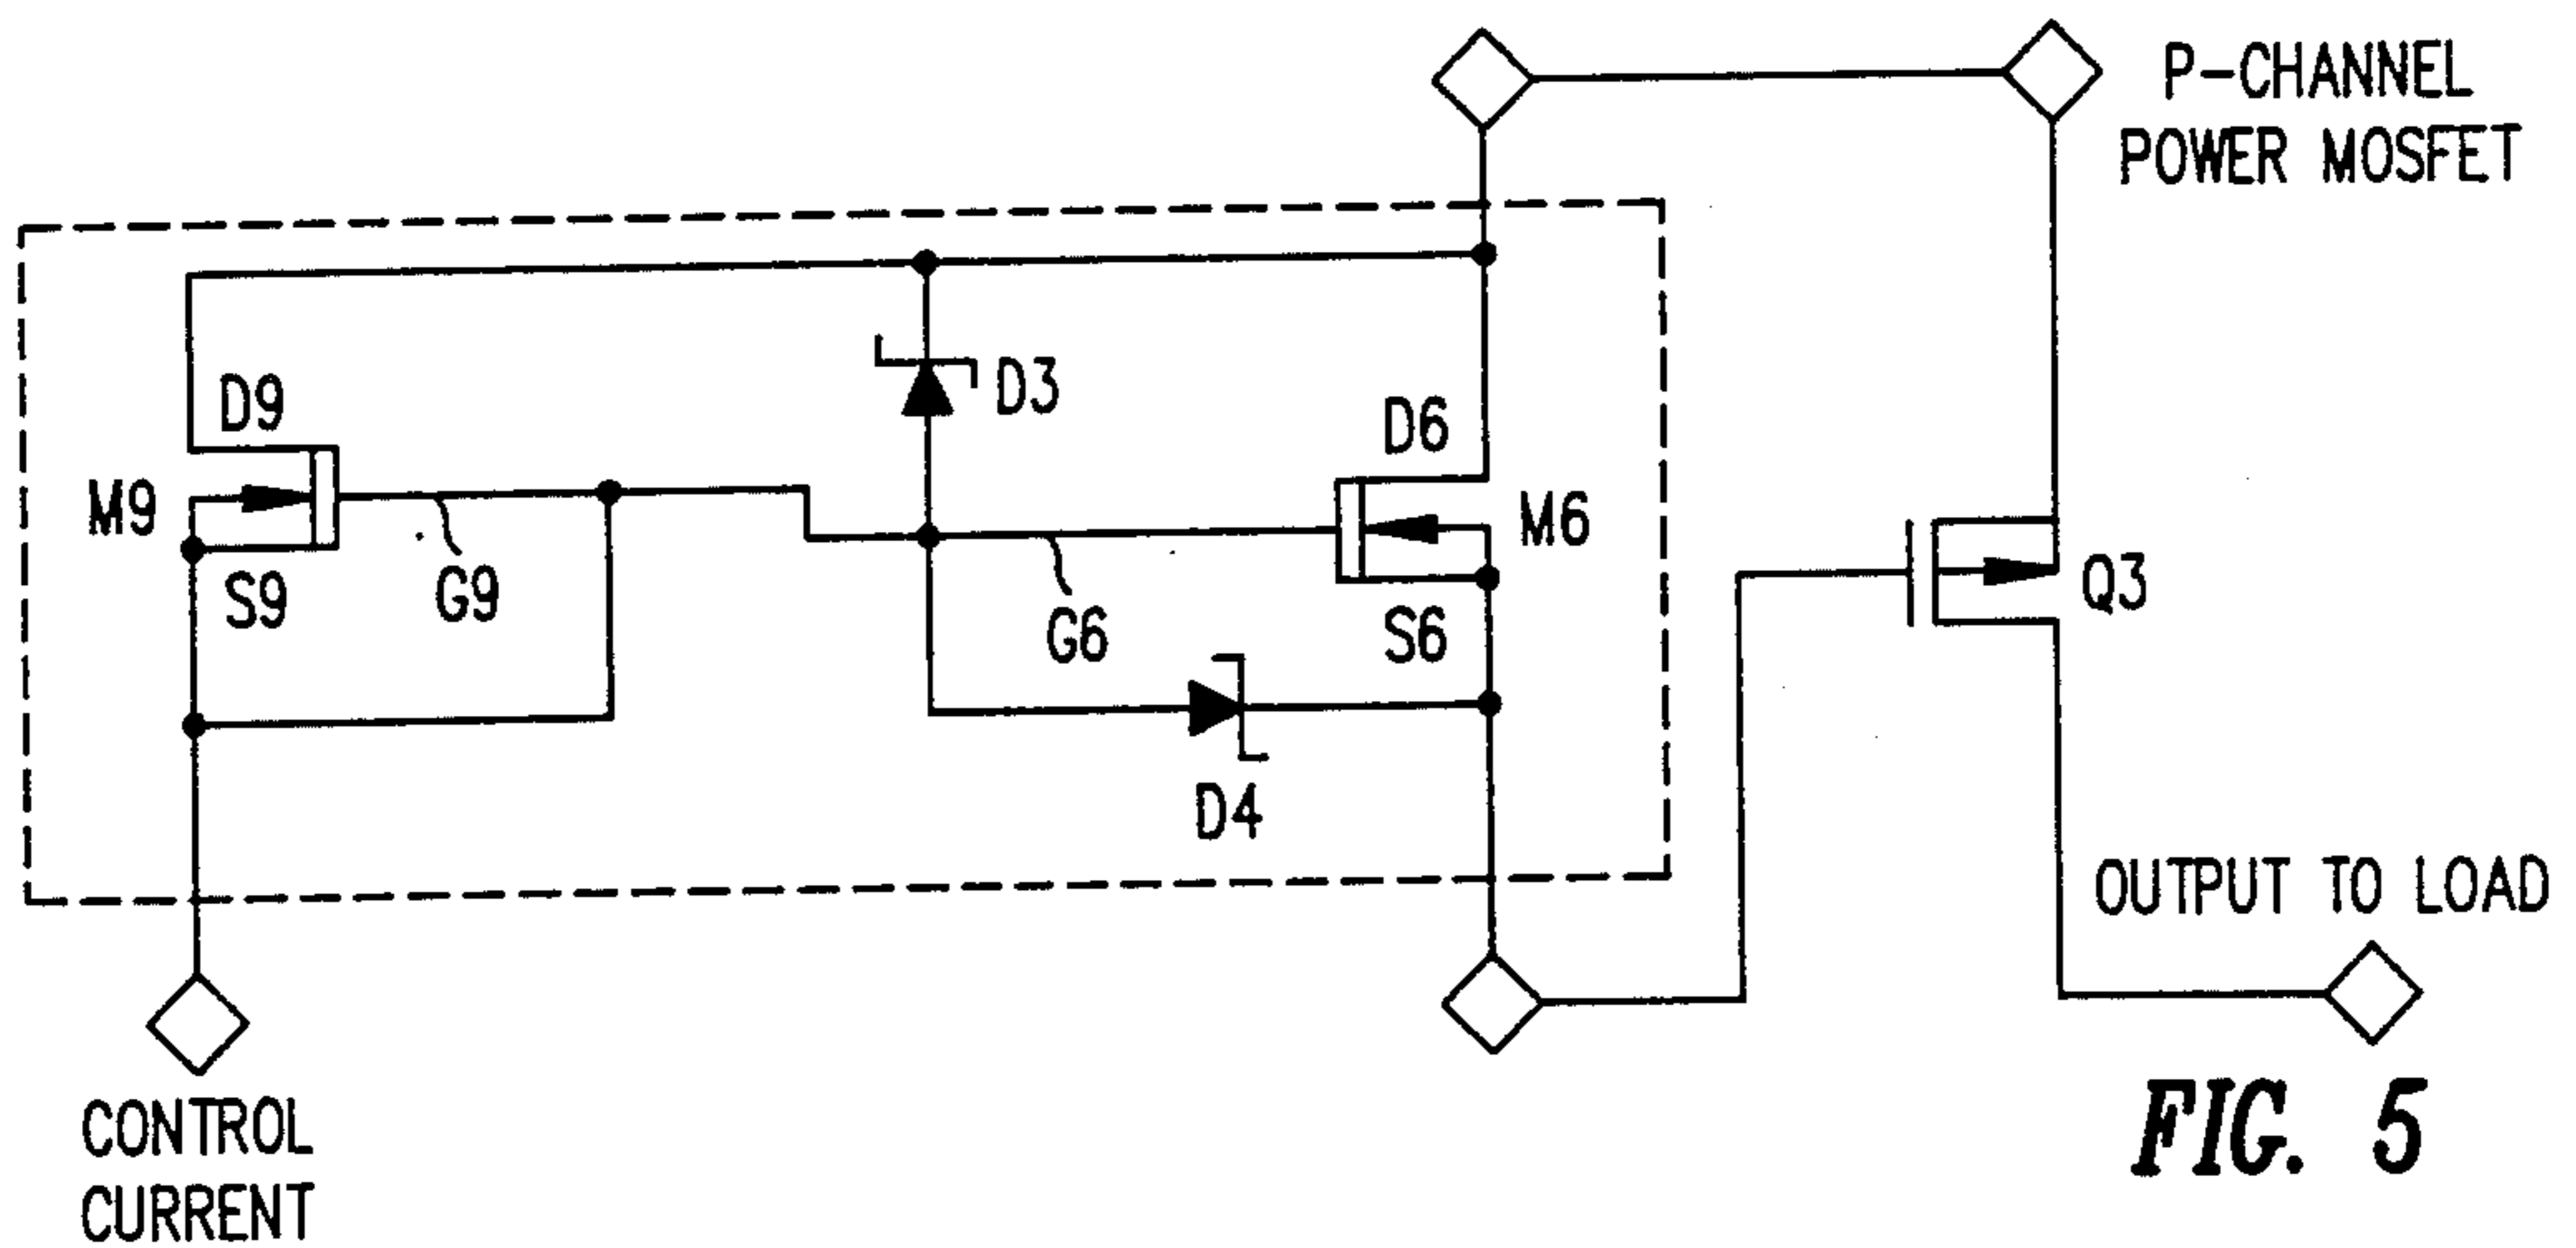 P-CHANNEL
POWER MOSFET
D9
D3
D6
M9
M6
S9
G9
G6
S6
Q3
D4
OUTPUT TO LOAD
CONTROL
CURRENT
FIG. 5